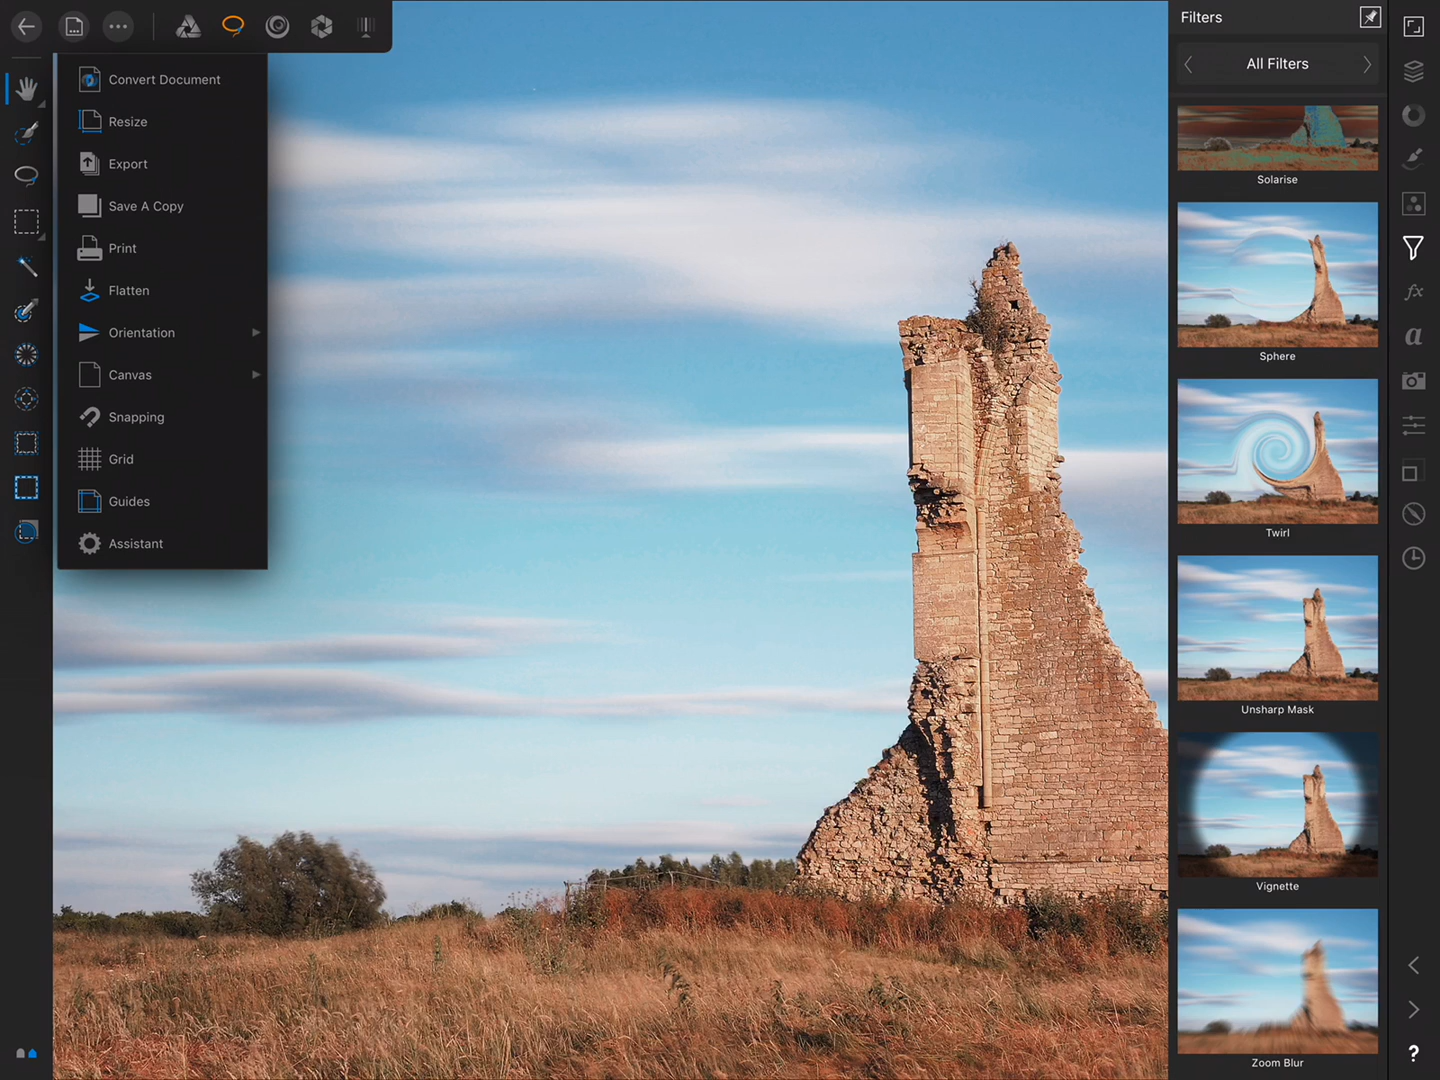 Convert Document
Resize
Export
Save A Copy
Print
Flatten
Orientation
Canvas
Snapping
Grid
Guides
Assistant
Filters
All Filters
Solarise
Sphere
Twirl
Unsharp Mask
Vignette
Zoom Blur
fx
a
?